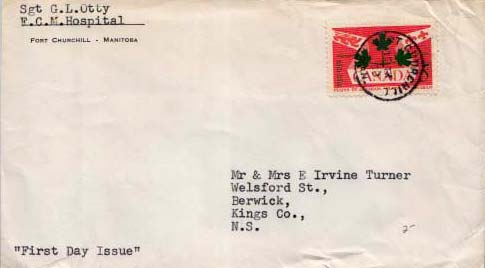 Sgt G.L.Otty
F.C.M.Hospital
FORT CHURCHILL - MANITOBA
CANADA
Mr & Mrs E Irvine Turner
Welsford St.,
Berwick,
Kings Co.,
N.S.
"First Day Issue"